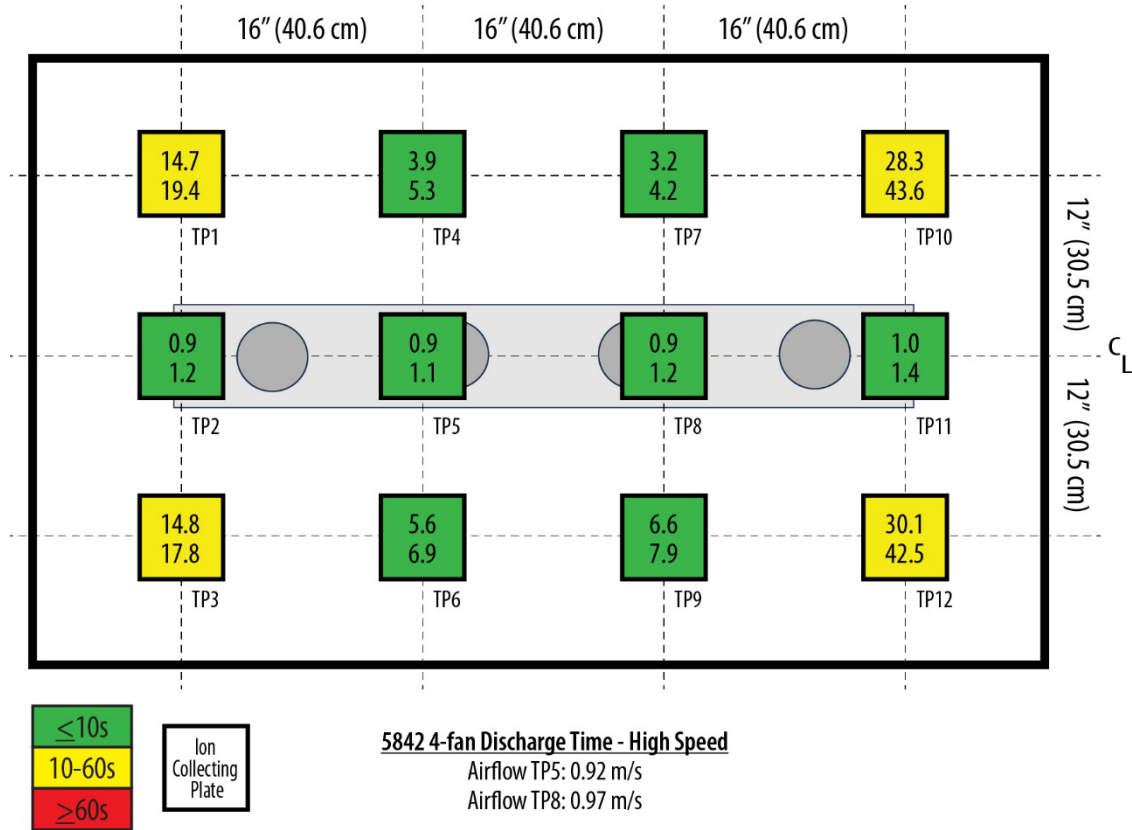 16” (40.6 cm) 16” (40.6 cm) 16” (40.6 cm)
14.7
19.4
TP1
3.9
5.3
TP4
3.2
4.2
TP7
28.3
43.6
TP10
12” (30.5 cm)
0.9
1.2
TP2
0.9
1.1
TP5
0.9
1.2
TP8
1.0
1.4
TP11
CL
12” (30.5 cm)
14.8
17.8
TP3
5.6
6.9
TP6
6.6
7.9
TP9
30.1
42.5
TP12
≤10s
10-60s
≥60s
Ion
Collecting
Plate
5842 4-fan Discharge Time - High Speed
Airflow TP5: 0.92 m/s
Airflow TP8: 0.97 m/s